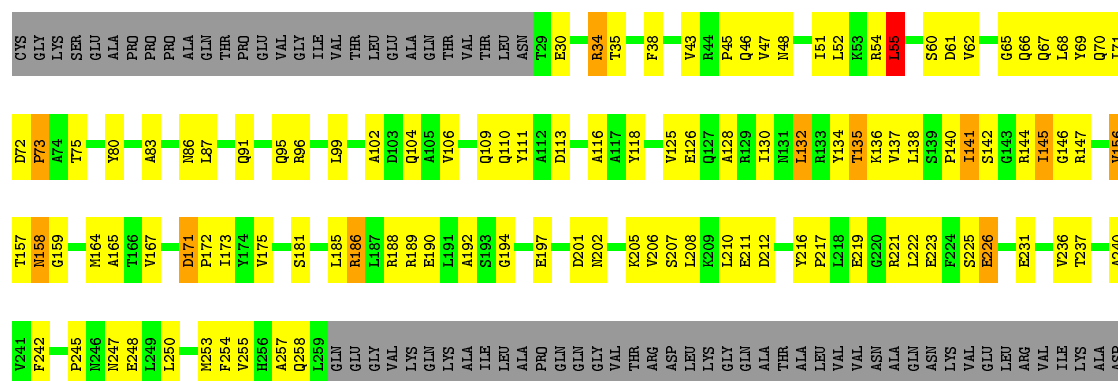 CYS GLY LYS SER GLU ALA PRO PRO PRO ALA GLN THR PRO GLU VAL GLY ILE VAL THR LEU GLU ALA GLN THR VAL THR LEU ASN T29 E30 R34 T35 F38 V43 R44 P45 Q46 V47 N48 I51 L52 K53 R54 L55 S60 D61 V62 G65 Q66 Q67 L68 Y69 Q70
D72 P73 A74 T75 Y80 A83 N86 L87 Q91 Q95 R96 L99 A102 D103 Q104 A105 V106 Q109 Q110 Y111 A112 D113 A116 A117 Y118 V125 E126 Q127 A128 R129 I130 N131 L132 R133 Y134 T135 K136 V137 L138 S139 P140 I141 S142 G143 R144 I145 G146 R147
T157 N158 G159 M164 A165 T166 V167 D171 P172 I173 Y174 V175 S181 L185 R186 L187 R188 R189 E190 L191 A192 S193 G194 E197 D201 N202 K205 V206 S207 L208 K209 L210 E211 D212 Y216 P217 L218 E219 G220 R221 L222 E223 F224 S225 E226 E231 V236 T237 A240
V241 F242 P245 N246 N247 E248 L249 L250 M253 F254 V255 H256 A257 Q258 L259 GLN GLU GLY VAL LYS GLN LYS ALA ILE LEU ALA PRO GLN GLN GLY VAL THR ARG ASP LEU LYS GLY GLN ALA THR ALA LEU VAL VAL ASN ALA GLN ASN LYS VAL GLU LEU ARG VAL ILE LYS ALA